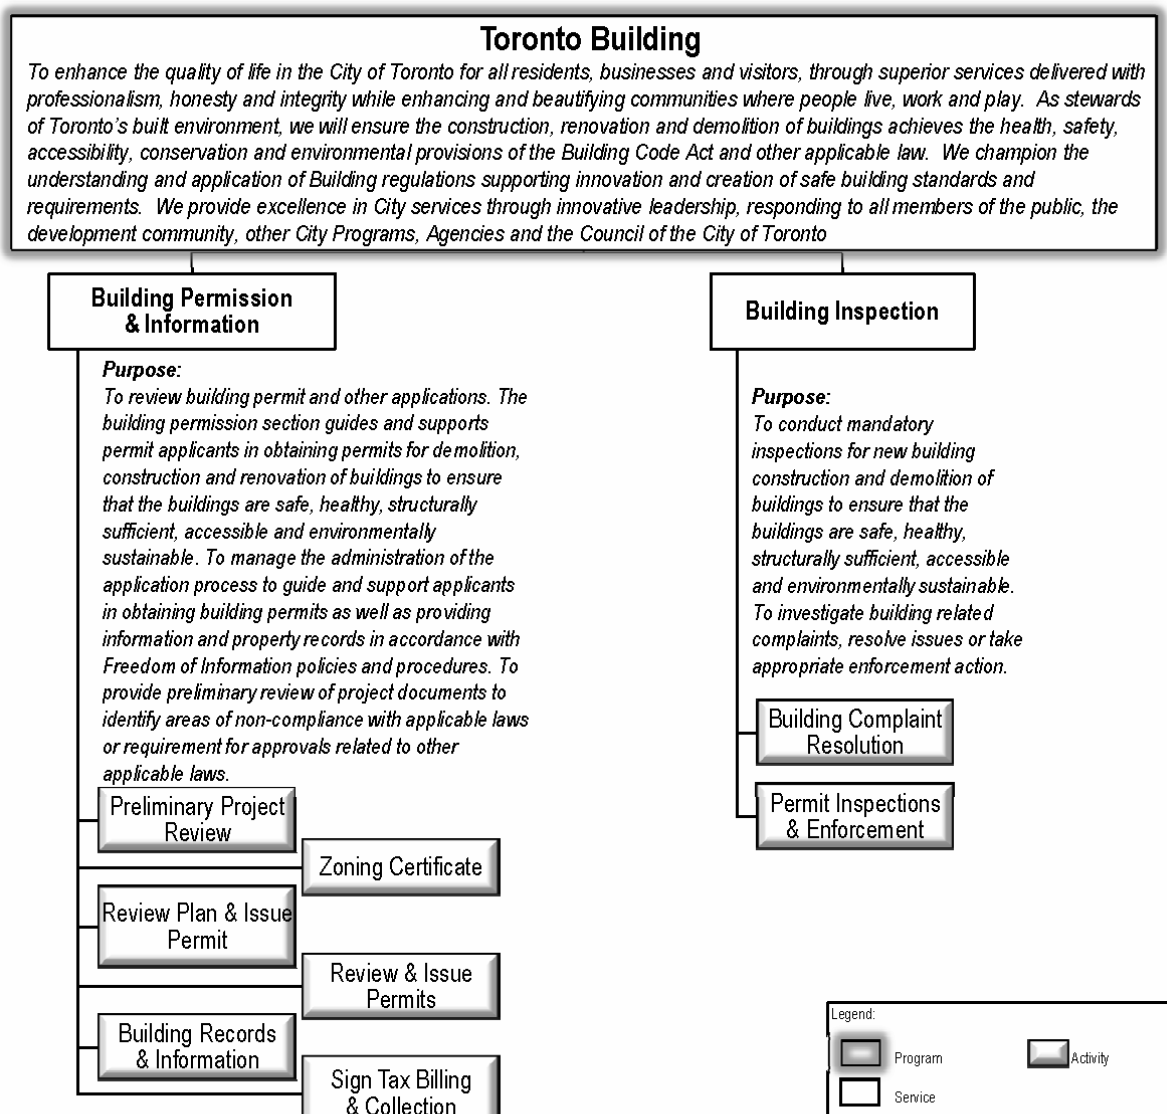 Toronto Building
To enhance the quality of life in the City of Toronto for all residents, businesses and visitors, through superior services delivered with
professionalism, honesty and integrity while enhancing and beautifying communities where people live, work and play. As stewards
of Toronto's built environment, we will ensure the construction, renovation and demolition of buildings achieves the health, safety,
accessibility, conservation and environmental provisions of the Building Code Act and other applicable law. We champion the
understanding and application of Building regulations supporting innovation and creation of safe building standards and
requirements. We provide excellence in City services through innovative leadership, responding to all members of the public, the
development community, other City Programs, Agencies and the Council of the City of Toronto
Building Permission
& Information
Purpose:
To review building permit and other applications. The
building permission section guides and supports
permit applicants in obtaining permits for demolition,
construction and renovation of buildings to ensure
that the buildings are safe, healthy, structurally
sufficient, accessible and environmentally
sustainable. To manage the administration of the
application process to guide and support applicants
in obtaining building permits as well as providing
information and property records in accordance with
Freedom of Information policies and procedures. To
provide preliminary review of project documents to
identify areas of non-compliance with applicable laws
or requirement for approvals related to other
applicable laws.
Preliminary Project
Review
Zoning Certificate
Review Plan & Issue
Permit
Review & Issue
Permits
Building Records
& Information
Sign Tax Billing
& Collection
Building Inspection
Purpose:
To conduct mandatory
inspections for new building
construction and demolition of
buildings to ensure that the
buildings are safe, healthy,
structurally sufficient, accessible
and environmentally sustainable.
To investigate building related
complaints, resolve issues or take
appropriate enforcement action.
Building Complaint
Resolution
Permit Inspections
& Enforcement
Legend:
Program
Activity
Service